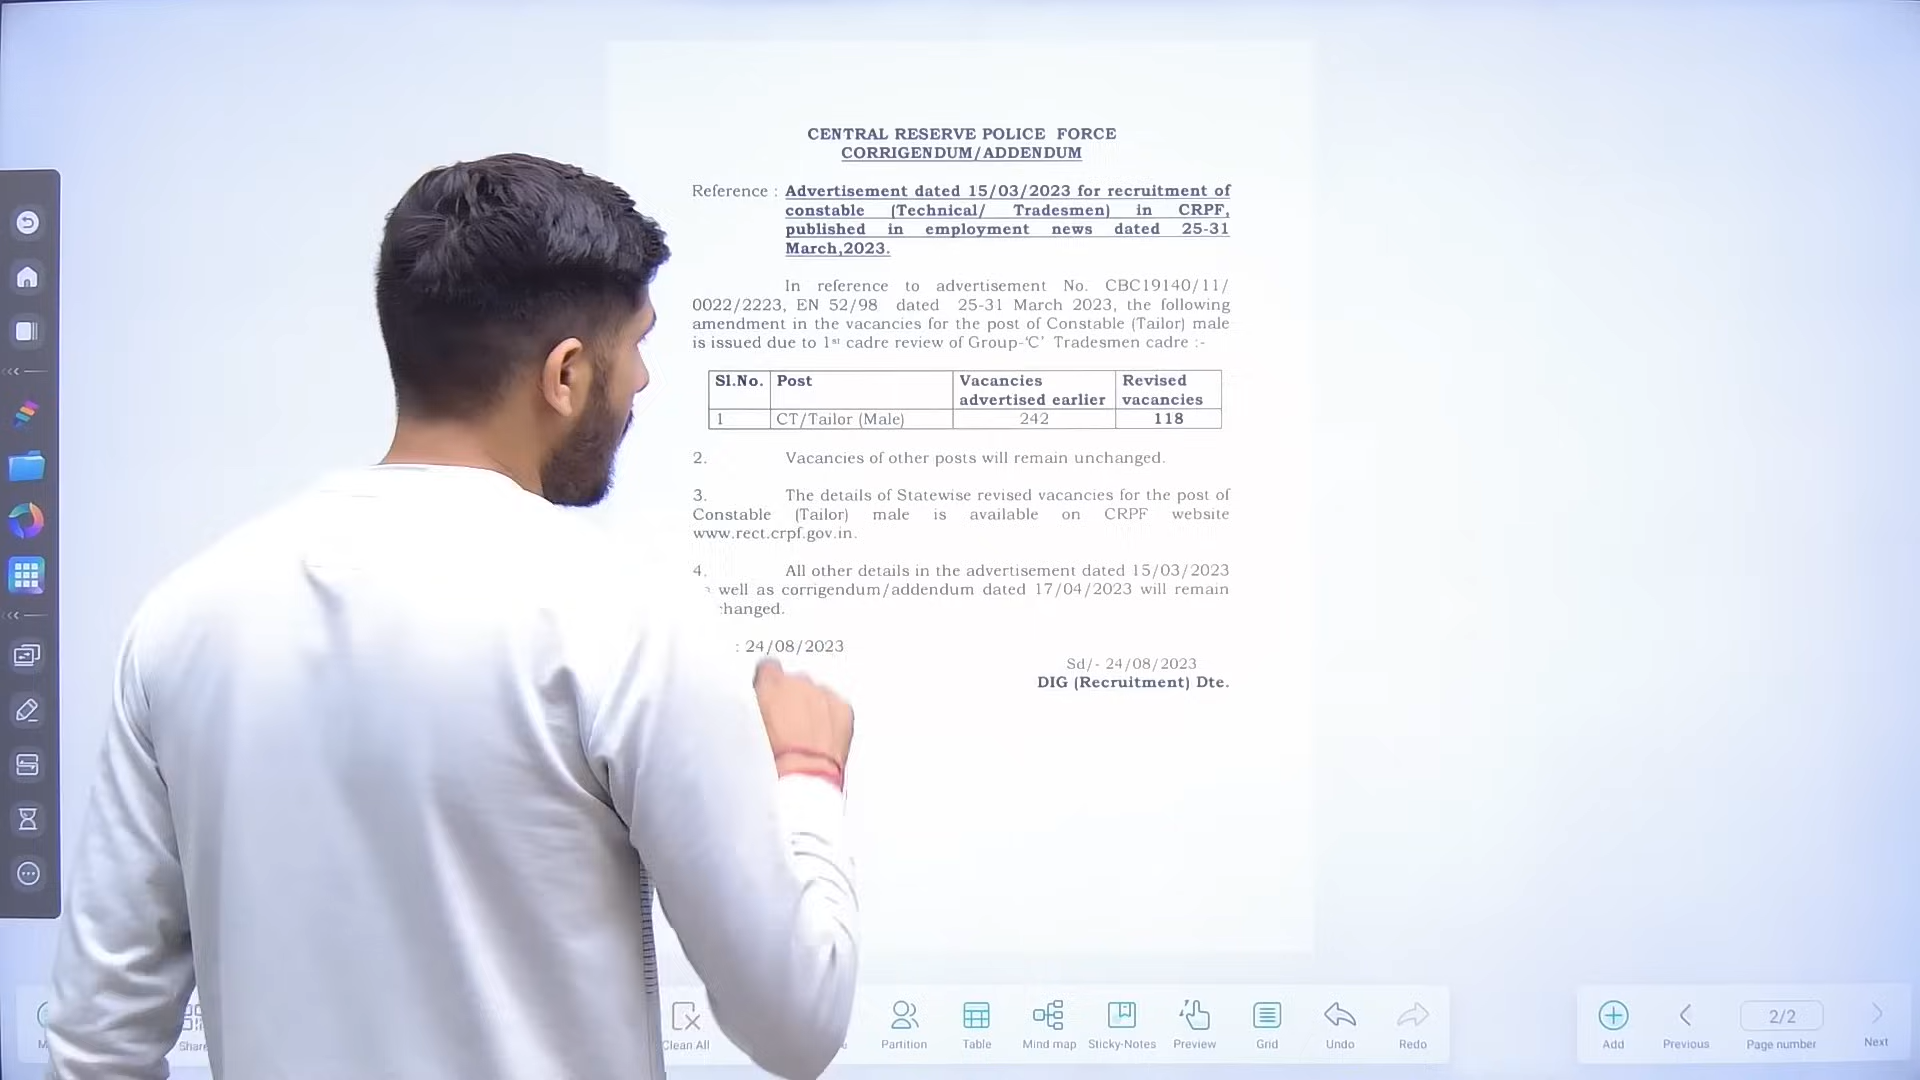 CENTRAL RESERVE POLICE FORCE
CORRIGENDUM/ADDENDUM
Reference : Advertisement dated 15/03/2023 for recruitment of
constable (Technical/ Tradesmen) in CRPF,
published in employment news dated 25-31
March,2023.
In reference to advertisement No. CBC19140/11/
0022/2223, EN 52/98 dated 25-31 March 2023, the following
amendment in the vacancies for the post of Constable (Tailor) male
is issued due to 1st cadre review of Group-‘C’ Tradesmen cadre :-
Sl.No. Post Vacancies advertised earlier Revised vacancies
1 CT/Tailor (Male) 242 118
2. Vacancies of other posts will remain unchanged.
3. The details of Statewise revised vacancies for the post of
Constable (Tailor) male is available on CRPF website
www.rect.crpf.gov.in.
4. All other details in the advertisement dated 15/03/2023
well as corrigendum/addendum dated 17/04/2023 will remain
changed.
: 24/08/2023
Sd/- 24/08/2023
DIG (Recruitment) Dte.
Share Clean All Partition Table Mind map Sticky-Notes Preview Grid Undo Redo Add Previous 2/2 Page number Next